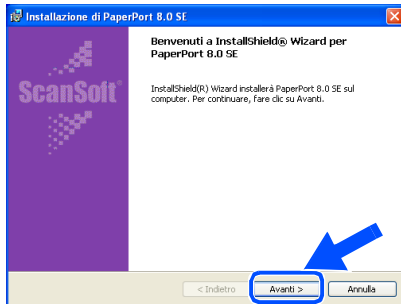 Installazione di PaperPort 8.0 SE
Benvenuti a InstallShield® Wizard per
PaperPort 8.0 SE
ScanSoft®
InstallShield(R) Wizard installerá PaperPort 8.0 SE sul
computer. Per continuare, fare clic su Avanti.
< Indietro
Avanti >
Annulla